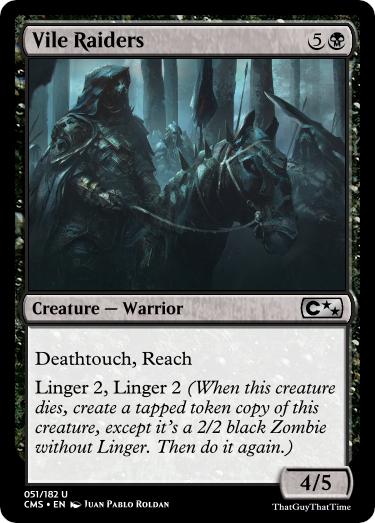 Vile Raiders 5
Creature — Warrior
C
Deathtouch, Reach
Linger 2, Linger 2 (When this creature
dies, create a tapped token copy of this
creature, except it's a 2/2 black Zombie
without Linger. Then do it again.)
4/5
051/182 U
CMS • EN Juan Pablo Roldan
ThatGuyThatTime